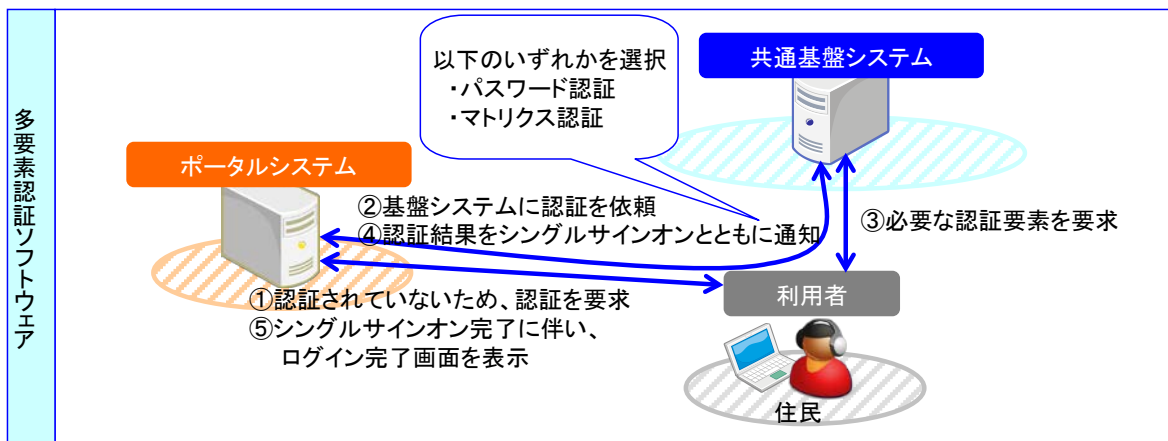 多要素認証ソフトウェア
以下のいずれかを選択
・パスワード認証
・マトリクス認証
共通基盤システム
ポータルシステム
②基盤システムに認証を依頼
④認証結果をシングルサインオンとともに通知
③必要な認証要素を要求
①認証されていないため、認証を要求
⑤シングルサインオン完了に伴い、
ログイン完了画面を表示
利用者
住民